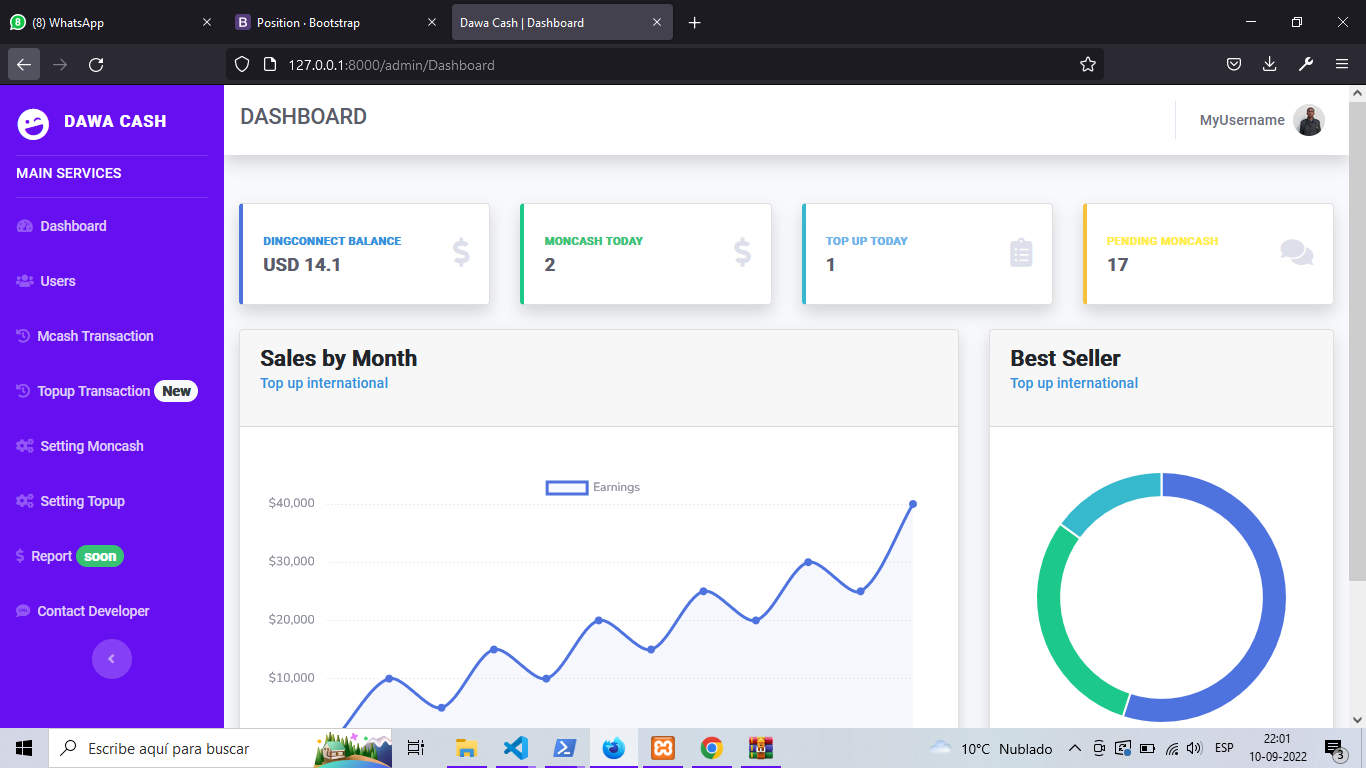 (8) WhatsApp
Position · Bootstrap
Dawa Cash | Dashboard
127.0.0.1:8000/admin/Dashboard
DAWA CASH
MAIN SERVICES
Dashboard
Users
Mcash Transaction
Topup Transaction New
Setting Moncash
Setting Topup
Report soon
Contact Developer
DASHBOARD
MyUsername
DINGCONNECT BALANCE
USD 14.1
MONCASH TODAY
2
TOP UP TODAY
1
PENDING MONCASH
17
Sales by Month
Top up international
Earnings
$40,000
$30,000
$20,000
$10,000
Best Seller
Top up international
Escribe aquí para buscar
10°C Nublado
ESP
22:01
10-09-2022
3